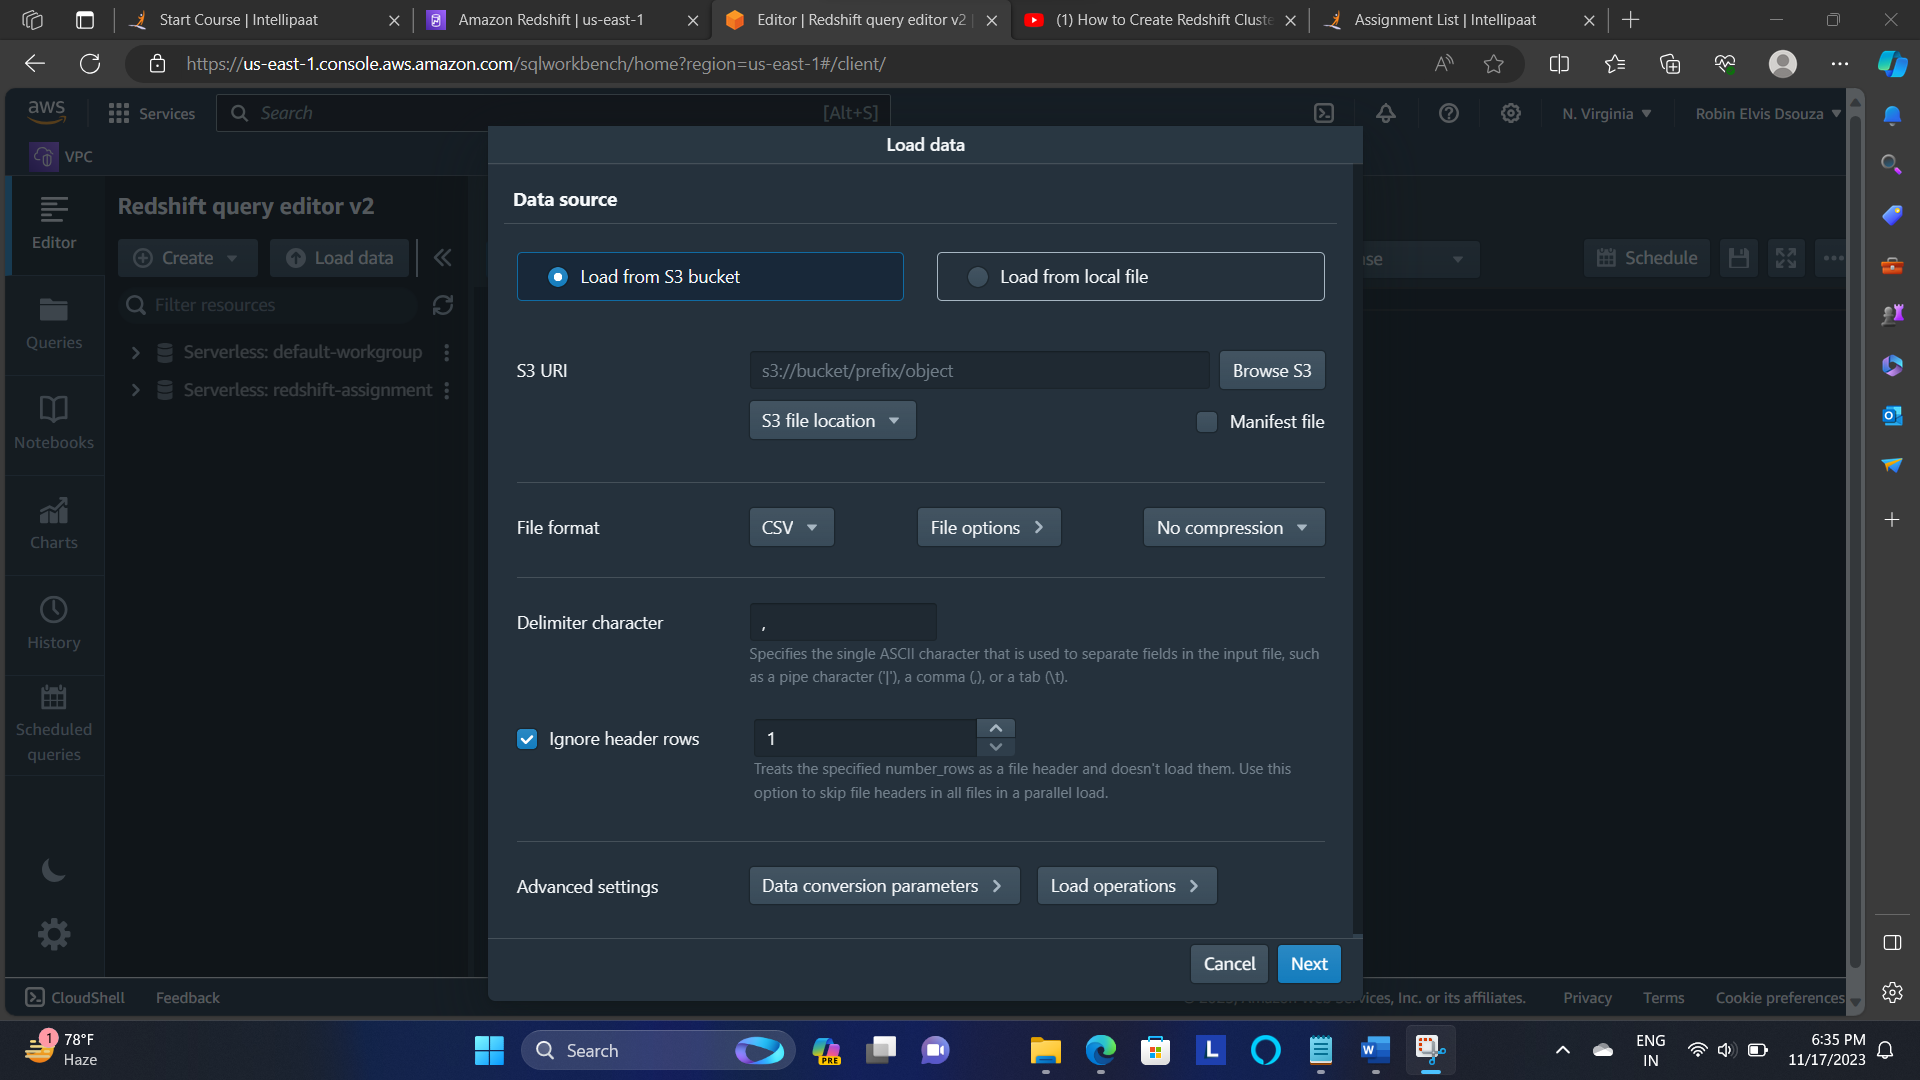 Start Course | Intellipaat
Amazon Redshift | us-east-1
Editor | Redshift query editor v2 |
(1) How to Create Redshift Cluste
Assignment List | Intellipaat
https://us-east-1.console.aws.amazon.com/sqlworkbench/home?region=us-east-1#/client/
aws
Services
Search
[Alt+S]
N. Virginia
Robin Elvis Dsouza
VPC
Load data
Editor
Queries
Notebooks
Charts
History
Scheduled
queries
Redshift query editor v2
Create
Load data
Filter resources
Serverless: default-workgroup
Serverless: redshift-assignment
Schedule
Data source
Load from S3 bucket
Load from local file
S3 URI
s3://bucket/prefix/object
Browse S3
S3 file location
Manifest file
File format
CSV
File options
No compression
Delimiter character
,
Specifies the single ASCII character that is used to separate fields in the input file, such
as a pipe character ('|'), a comma (,), or a tab (\t).
Ignore header rows
1
Treats the specified number_rows as a file header and doesn't load them. Use this
option to skip file headers in all files in a parallel load.
Advanced settings
Data conversion parameters
Load operations
Cancel
Next
CloudShell
Feedback
Inc. or its affiliates.
Privacy
Terms
Cookie preferences
1
78°F
Haze
Search
PRE
L
W
ENG
IN
6:35 PM
11/17/2023